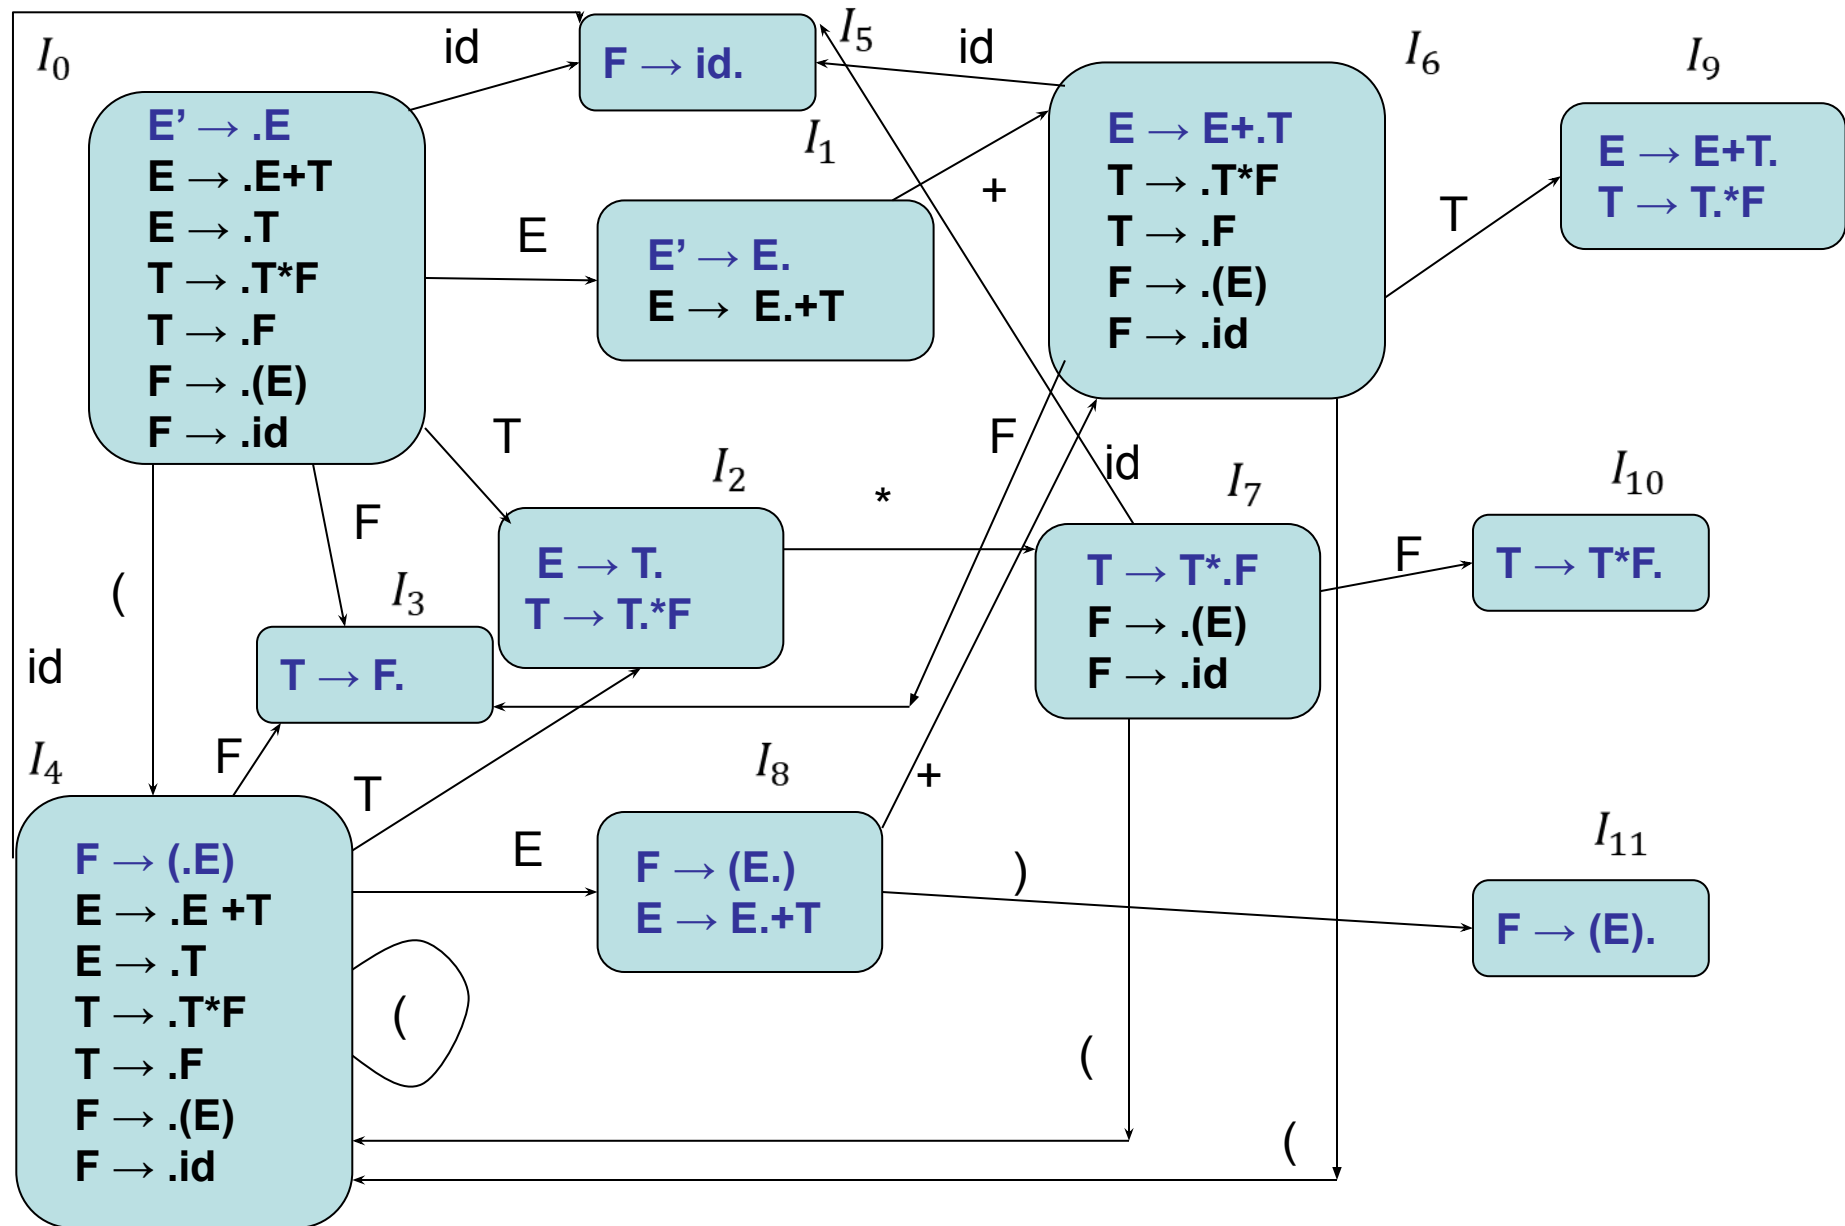 I0
E’ → .E
E → .E+T
E → .T
T → .T*F
T → .F
F → .(E)
F → .id
id
F → id.
I5
id
I6
I9
I1
E → E+.T
T → .T*F
T → .F
F → .(E)
F → .id
E → E+T.
T → T.*F
+
T
E
E’ → E.
E → E.+T
T
F
I2
*
F
id
I7
I10
E → T.
T → T.*F
T → T*.F
F → .(E)
F → .id
F
T → T*F.
(
I3
T → F.
id
F
I4
T
I8
+
I11
F → (.E)
E → .E +T
E → .T
T → .T*F
T → .F
F → .(E)
F → .id
E
F → (E.)
E → E.+T
)
F → (E).
(
(
(